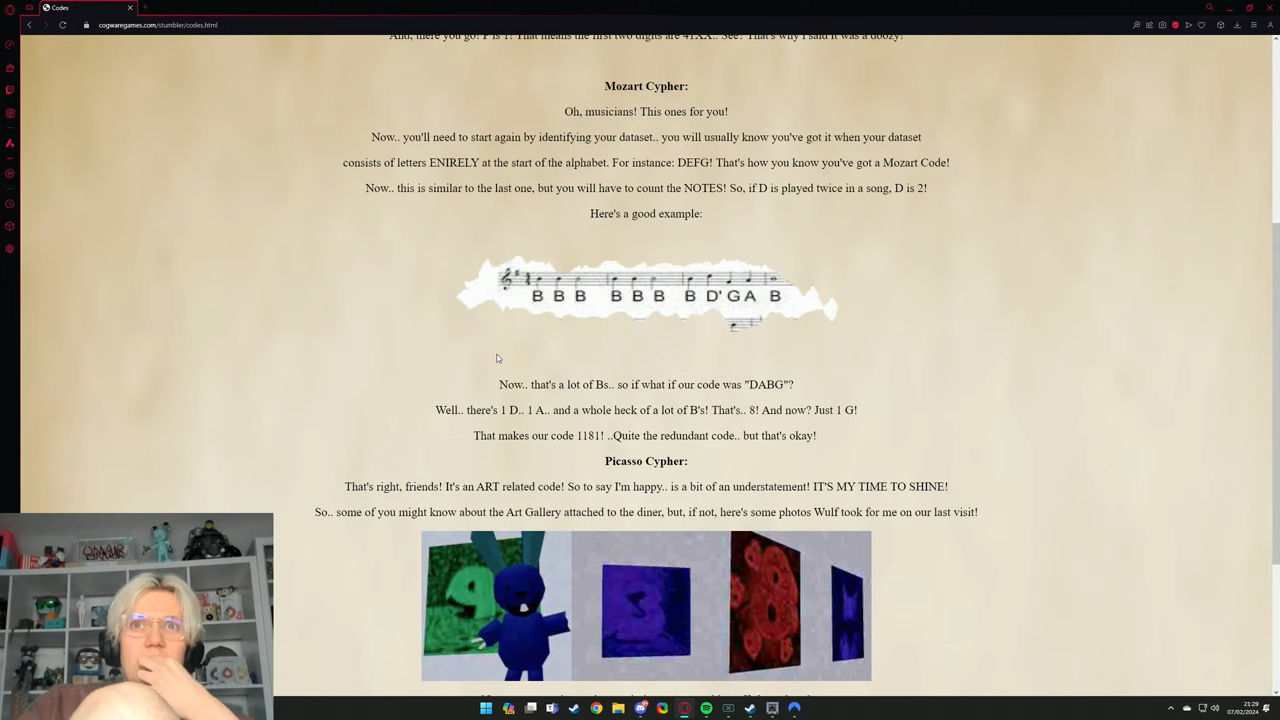 Codes
cogwaregames.com/stumbler/codes.html
And, there you go! P is 1! That means the first two digits are 41XX.. See? That's why I said it was a doozy!
Mozart Cypher:
Oh, musicians! This ones for you!
Now.. you'll need to start again by identifying your dataset.. you will usually know you've got it when your dataset
consists of letters ENIRELY at the start of the alphabet. For instance: DEFG! That's how you know you've got a Mozart Code!
Now.. this is similar to the last one, but you will have to count the NOTES! So, if D is played twice in a song, D is 2!
Here's a good example:
B B B B B B B D' G A B
Now.. that's a lot of Bs.. so if what if our code was "DABG"?
Well.. there's 1 D.. 1 A.. and a whole heck of a lot of B's! That's.. 8! And now? Just 1 G!
That makes our code 1181! ..Quite the redundant code.. but that's okay!
Picasso Cypher:
That's right, friends! It's an ART related code! So to say I'm happy.. is a bit of an understatement! IT'S MY TIME TO SHINE!
So.. some of you might know about the Art Gallery attached to the diner, but, if not, here's some photos Wulf took for me on our last visit!
9 3 8
21:29
07/02/2024